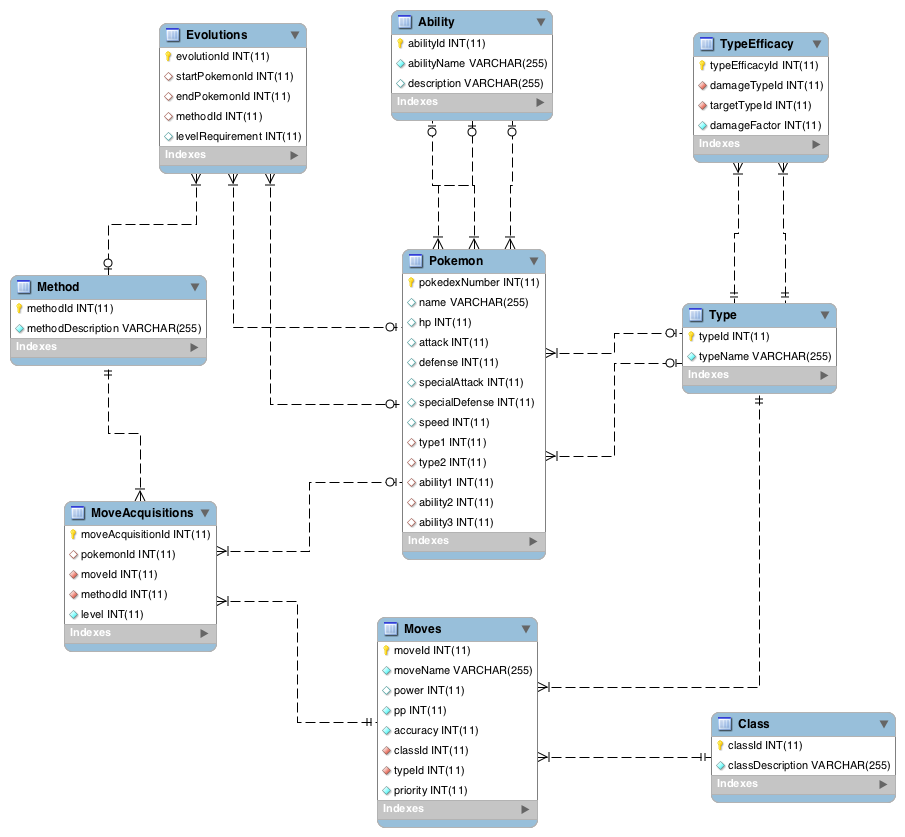 Evolutions
evolutionId INT(11)
startPokemonId INT(11)
endPokemonId INT(11)
methodId INT(11)
levelRequirement INT(11)
Indexes
Ability
abilityId INT(11)
abilityName VARCHAR(255)
description VARCHAR(255)
Indexes
TypeEfficacy
typeEfficacyId INT(11)
damageTypeId INT(11)
targetTypeId INT(11)
damageFactor INT(11)
Indexes
Method
methodId INT(11)
methodDescription VARCHAR(255)
Indexes
Pokemon
pokedexNumber INT(11)
name VARCHAR(255)
hp INT(11)
attack INT(11)
defense INT(11)
specialAttack INT(11)
specialDefense INT(11)
speed INT(11)
type1 INT(11)
type2 INT(11)
ability1 INT(11)
ability2 INT(11)
ability3 INT(11)
Indexes
Type
typeId INT(11)
typeName VARCHAR(255)
Indexes
MoveAcquisitions
moveAcquisitionId INT(11)
pokemonId INT(11)
moveId INT(11)
methodId INT(11)
level INT(11)
Indexes
Moves
moveId INT(11)
moveName VARCHAR(255)
power INT(11)
pp INT(11)
accuracy INT(11)
classId INT(11)
typeId INT(11)
priority INT(11)
Indexes
Class
classId INT(11)
classDescription VARCHAR(255)
Indexes